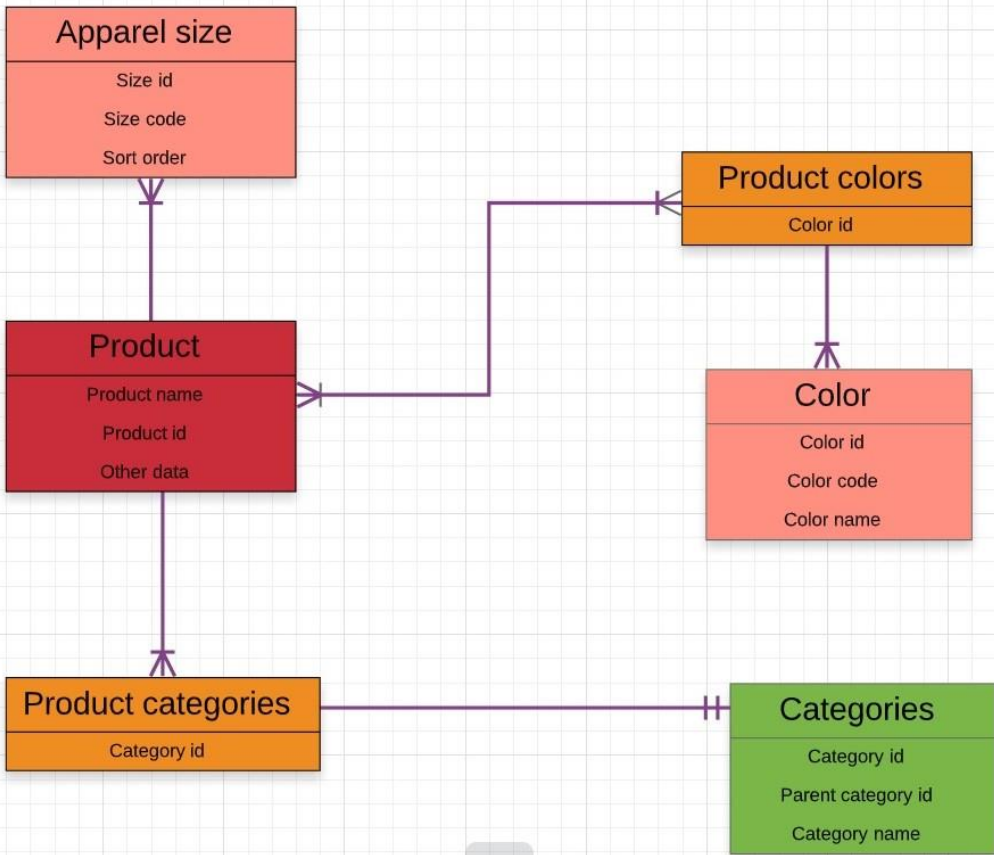 Apparel size
Size id
Size code
Sort order
Product colors
Color id
Product
Product name
Product id
Other data
Color
Color id
Color code
Color name
Product categories
Category id
Categories
Category id
Parent category id
Category name